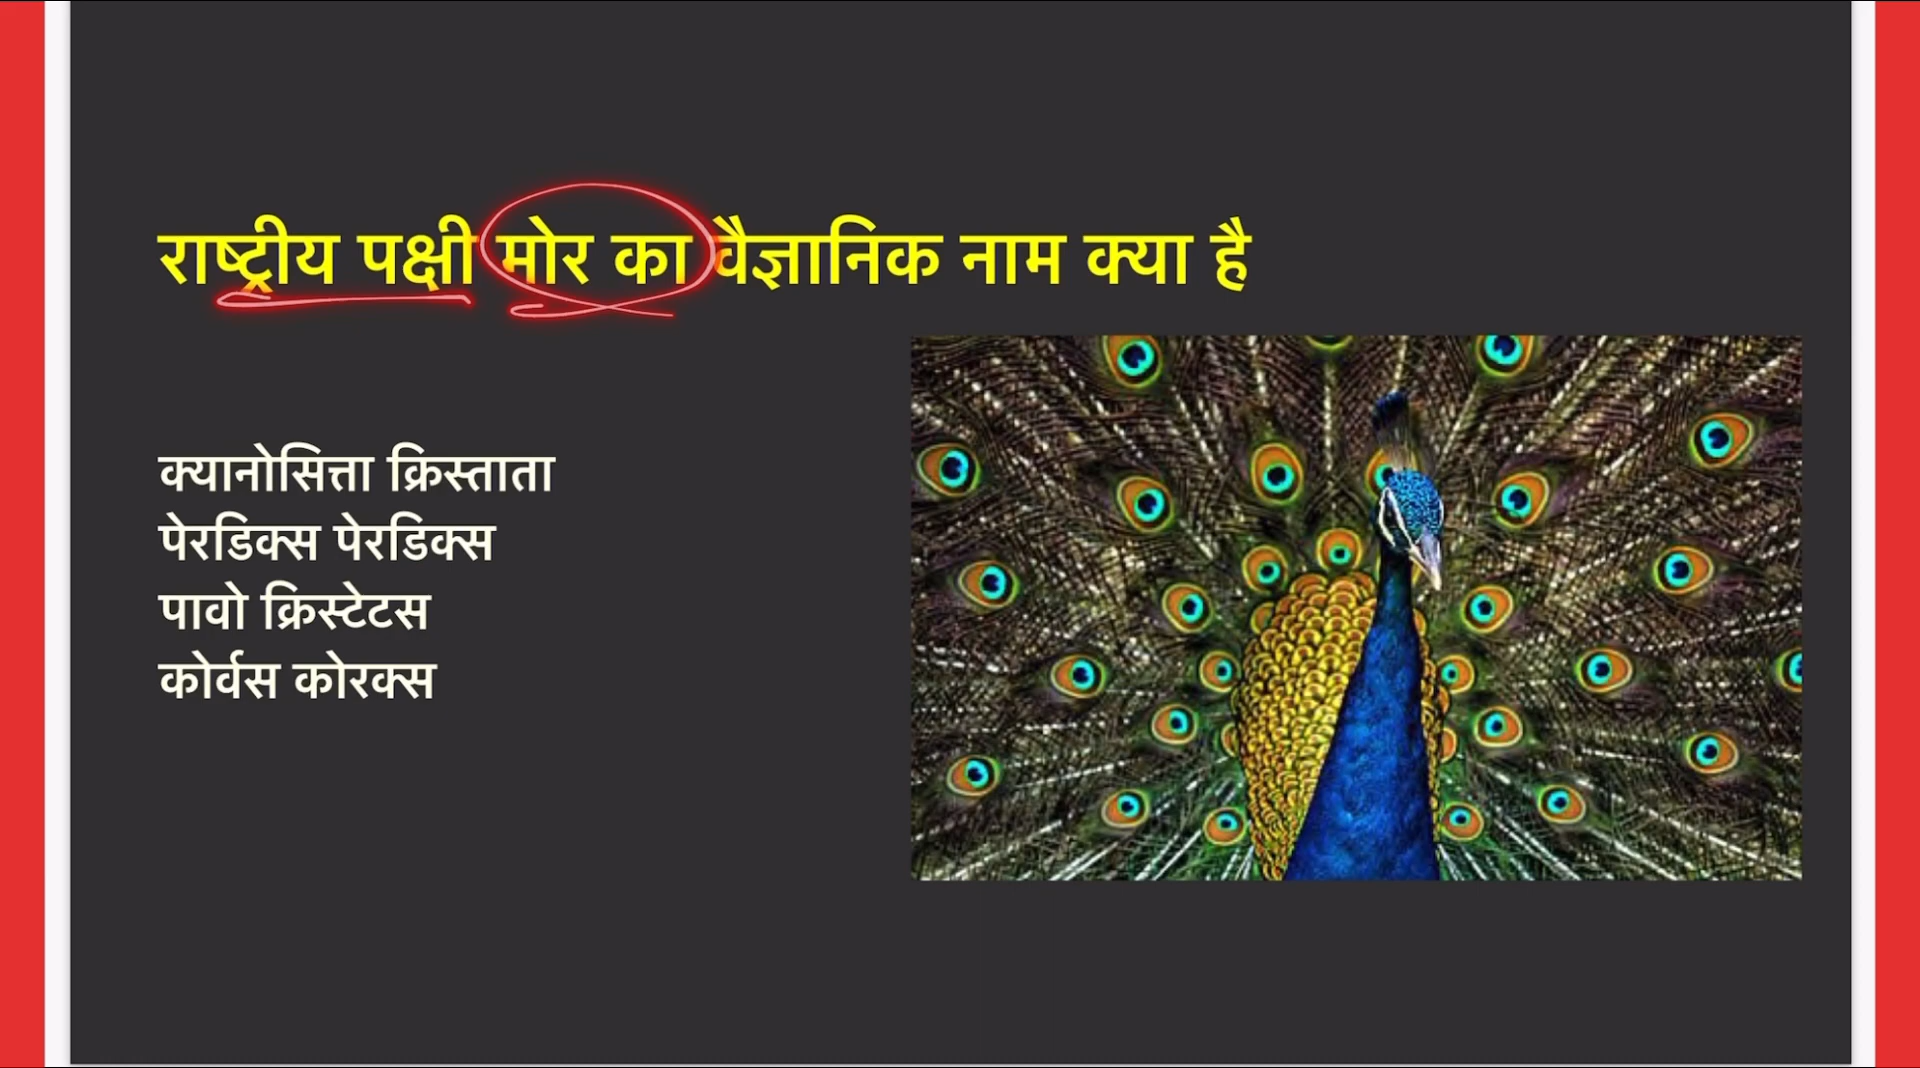 राष्ट्रीय पक्षी मोर का वैज्ञानिक नाम क्या है
क्यानोसित्ता क्रिस्ताता
पेरडिक्स पेरडिक्स
पावो क्रिस्टेटस
कोर्वस कोरक्स